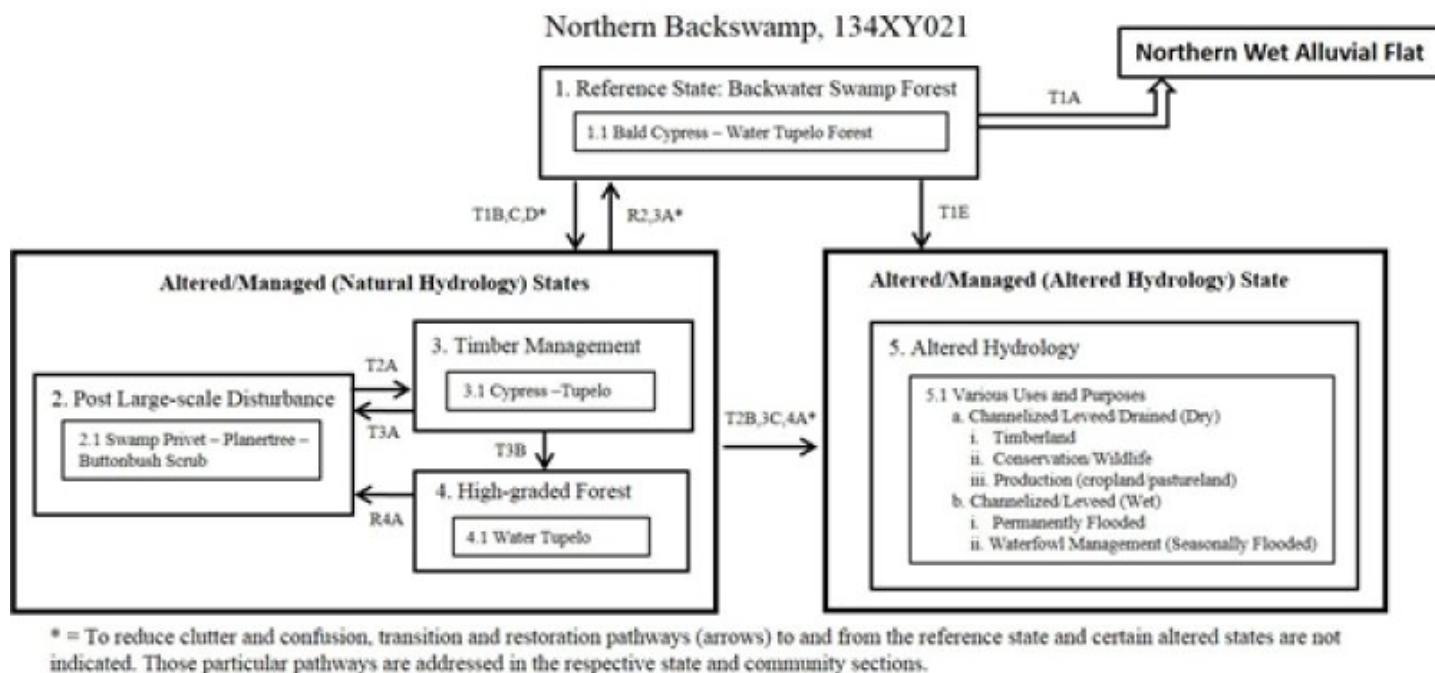 Northern Backswamp, 134XY021
Northern Wet Alluvial Flat
1. Reference State: Backwater Swamp Forest
1.1 Bald Cypress – Water Tupelo Forest
T1A
T1B,C,D*
R2,3A*
T1E
Altered/Managed (Natural Hydrology) States
2. Post Large-scale Disturbance
2.1 Swamp Privet – Planertree –
Buttonbush Scrub
T2A
T3A
3. Timber Management
3.1 Cypress –Tupelo
T3B
R4A
4. High-graded Forest
4.1 Water Tupelo
T2B,3C,4A*
Altered/Managed (Altered Hydrology) State
5. Altered Hydrology
5.1 Various Uses and Purposes
a. Channelized/Leveed/Drained (Dry)
i. Timberland
ii. Conservation/Wildlife
iii. Production (cropland/pastureland)
b. Channelized/Leveed (Wet)
i. Permanently Flooded
ii. Waterfowl Management (Seasonally Flooded)
* = To reduce clutter and confusion, transition and restoration pathways (arrows) to and from the reference state and certain altered states are not
indicated. Those particular pathways are addressed in the respective state and community sections.